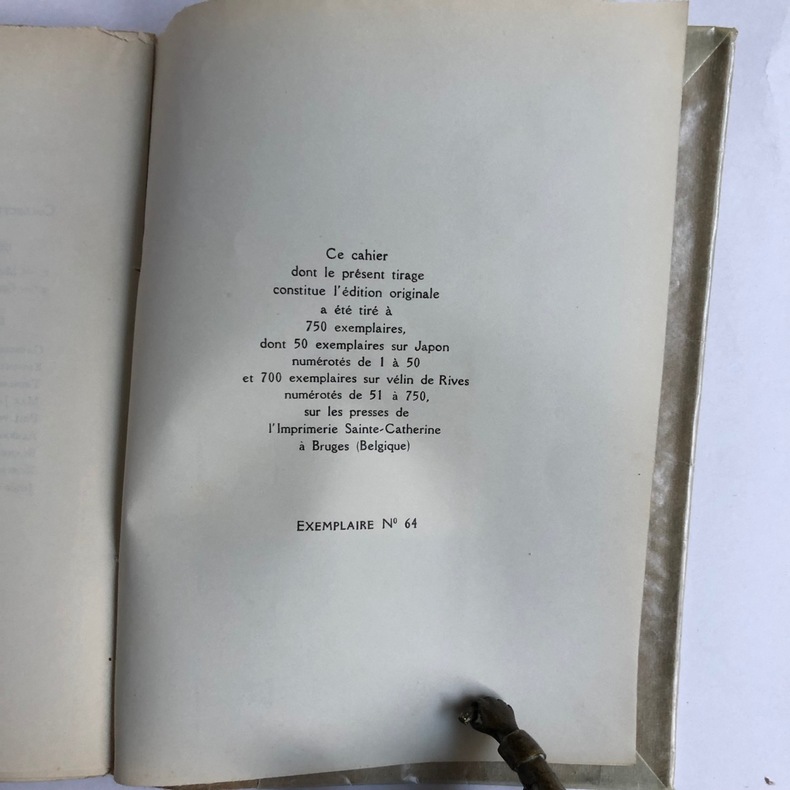 Ce cahier
dont le présent tirage
constitue l'édition originale
a été tiré à
750 exemplaires,
dont 50 exemplaires sur Japon
numérotés de 1 à 50
et 700 exemplaires sur vélin de Rives
numérotés de 51 à 750,
sur les presses de
l'Imprimerie Sainte-Catherine
à Bruges (Belgique)
EXEMPLAIRE Nº 64